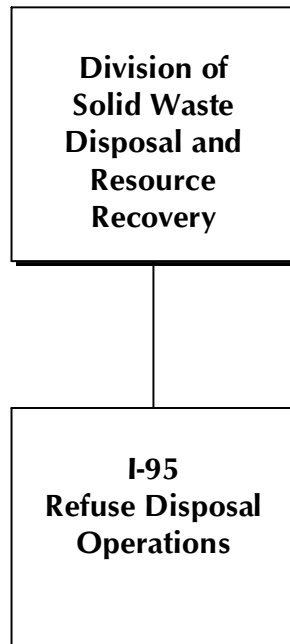 Division of
Solid Waste
Disposal and
Resource
Recovery
I-95
Refuse Disposal
Operations